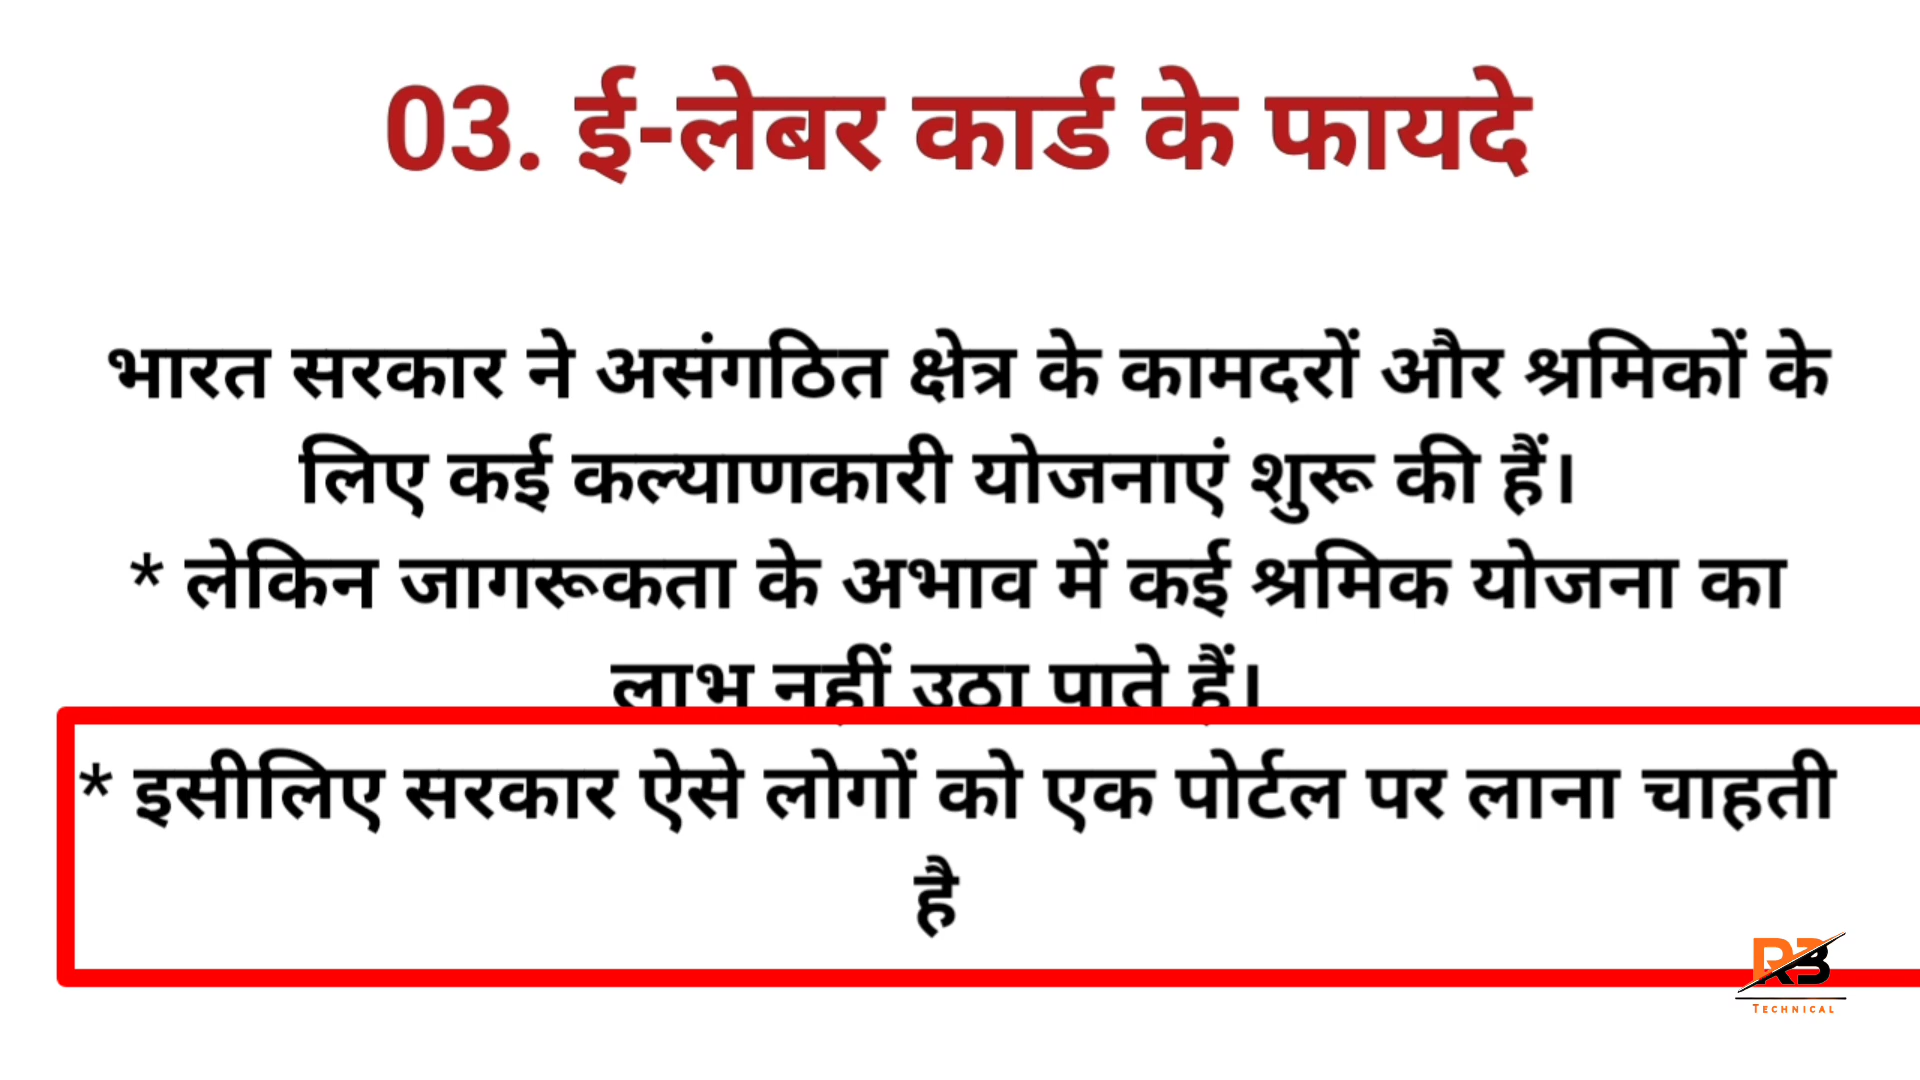 03. ई-लेबर कार्ड के फायदे
भारत सरकार ने असंगठित क्षेत्र के कामदरों और श्रमिकों के
लिए कई कल्याणकारी योजनाएं शुरू की हैं।
* लेकिन जागरूकता के अभाव में कई श्रमिक योजना का
लाभ नहीं उठा पाते हैं।
* इसीलिए सरकार ऐसे लोगों को एक पोर्टल पर लाना चाहती
है
RB
TECHNICAL